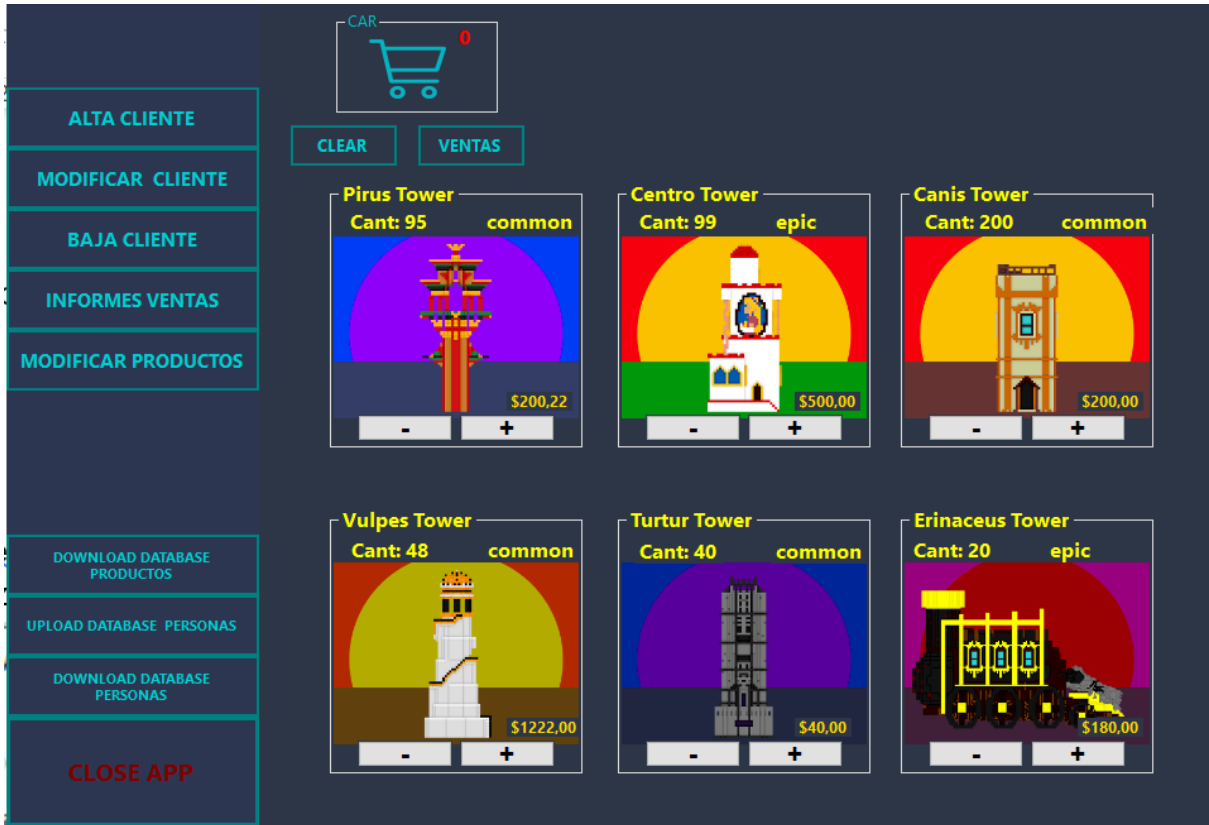 CAR
0
ALTA CLIENTE
MODIFICAR CLIENTE
BAJA CLIENTE
INFORMES VENTAS
MODIFICAR PRODUCTOS
DOWNLOAD DATABASE
PRODUCTOS
UPLOAD DATABASE PERSONAS
DOWNLOAD DATABASE
PERSONAS
CLOSE APP
CLEAR
VENTAS
Pirus Tower
Cant: 95 common
$200,22
- +
Centro Tower
Cant: 99 epic
$500,00
- +
Canis Tower
Cant: 200 common
$200,00
- +
Vulpes Tower
Cant: 48 common
$1222,00
- +
Turtur Tower
Cant: 40 common
$40,00
- +
Erinaceus Tower
Cant: 20 epic
$180,00
- +